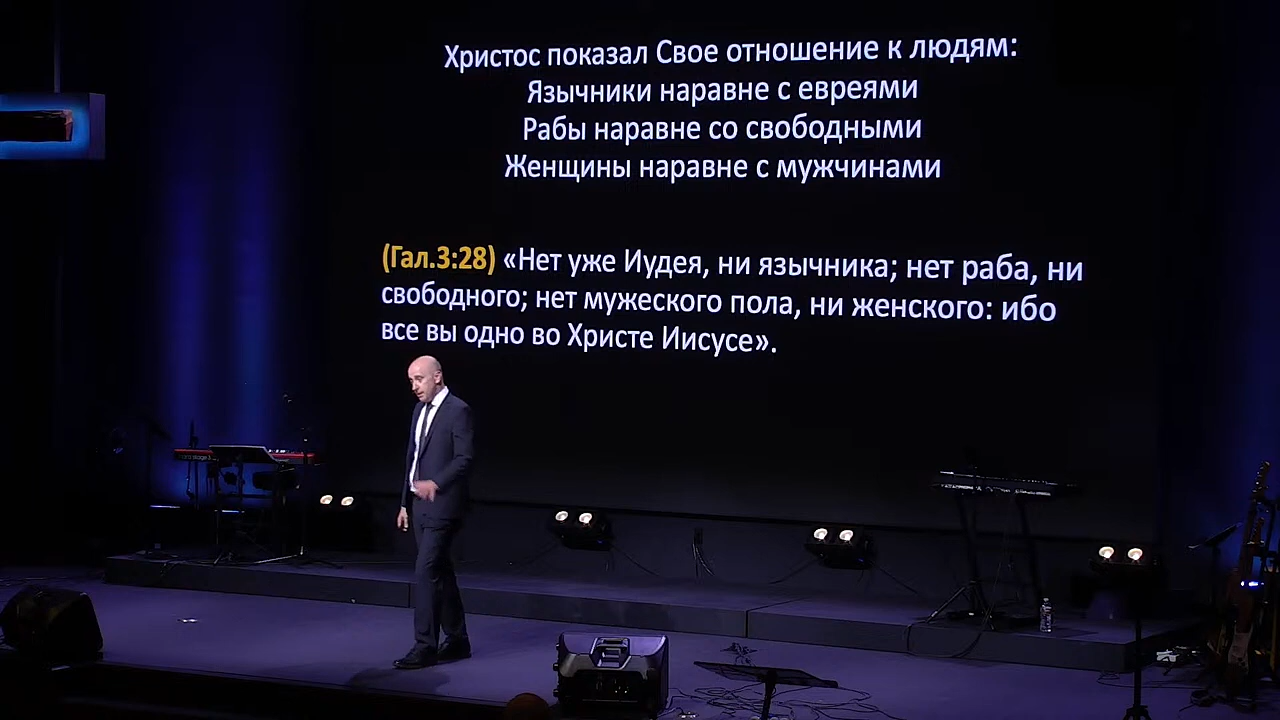 Христос показал Свое отношение к людям:
Язычники наравне с евреями
Рабы наравне со свободными
Женщины наравне с мужчинами
(Гал.3:28) «Нет уже Иудея, ни язычника; нет раба, ни
свободного; нет мужеского пола, ни женского: ибо
все вы одно во Христе Иисусе».